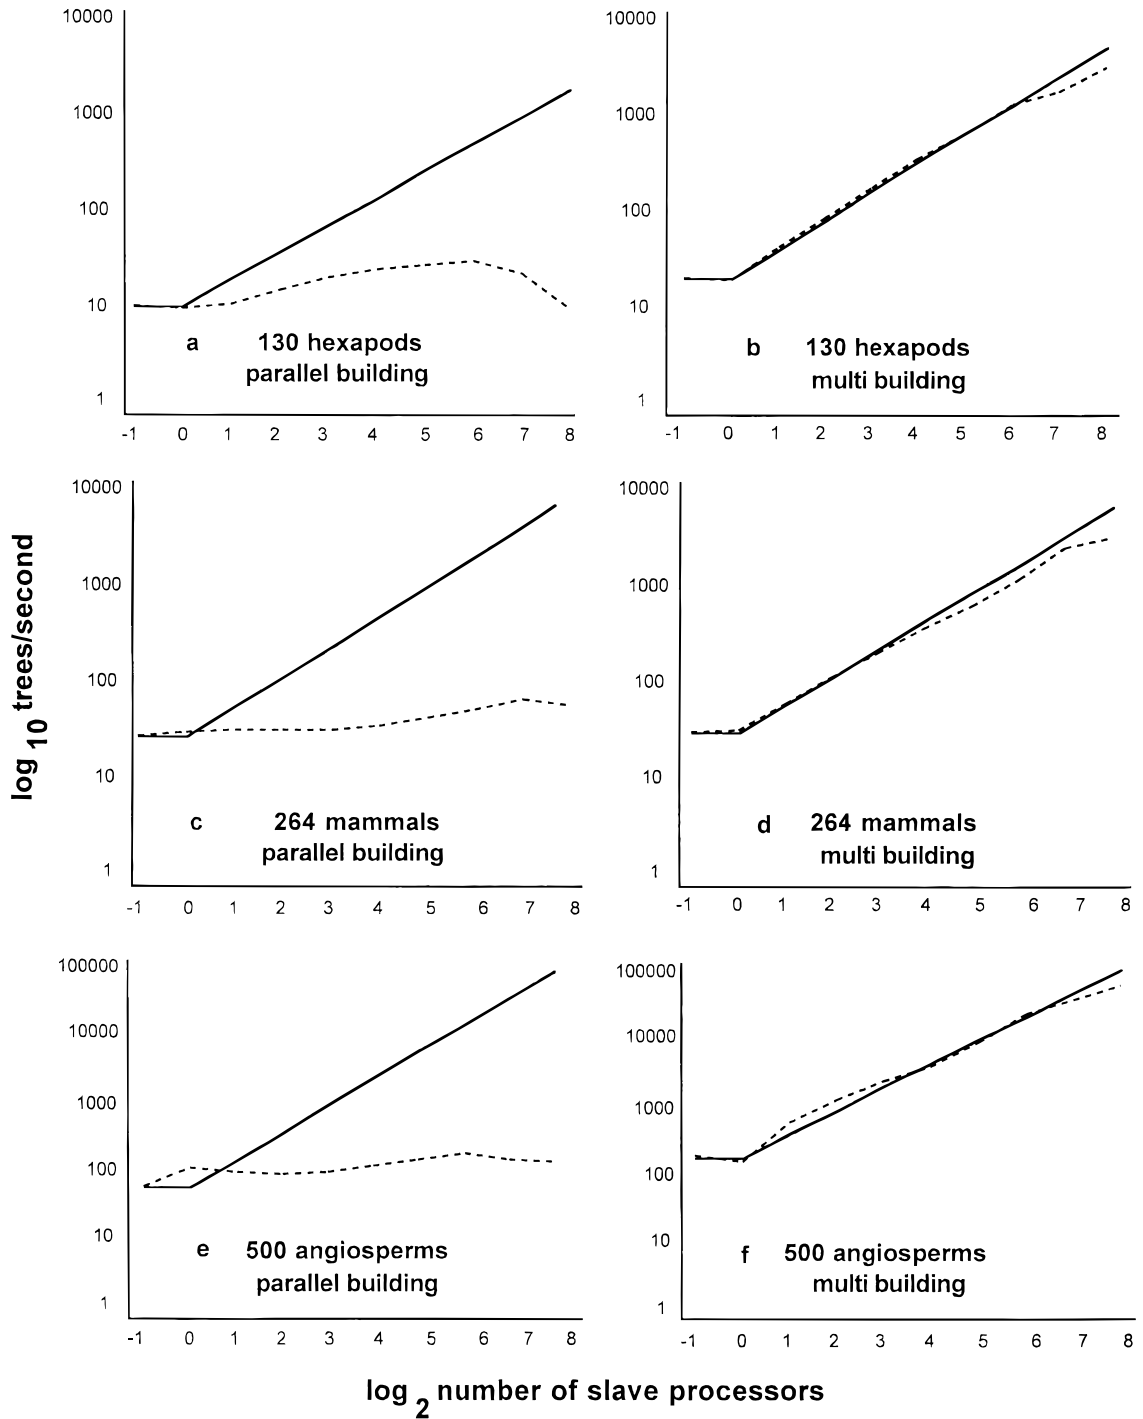 10000
1000
100
10
1
a 130 hexapods
parallel building
-1 0 1 2 3 4 5 6 7 8
10000
1000
100
10
1
b 130 hexapods
multi building
-1 0 1 2 3 4 5 6 7 8
log 10 trees/second
10000
1000
100
10
1
c 264 mammals
parallel building
-1 0 1 2 3 4 5 6 7 8
10000
1000
100
10
1
d 264 mammals
multi building
-1 0 1 2 3 4 5 6 7 8
100000
10000
1000
100
10
1
e 500 angiosperms
parallel building
-1 0 1 2 3 4 5 6 7 8
100000
10000
1000
100
10
1
f 500 angiosperms
multi building
-1 0 1 2 3 4 5 6 7 8
log 2 number of slave processors